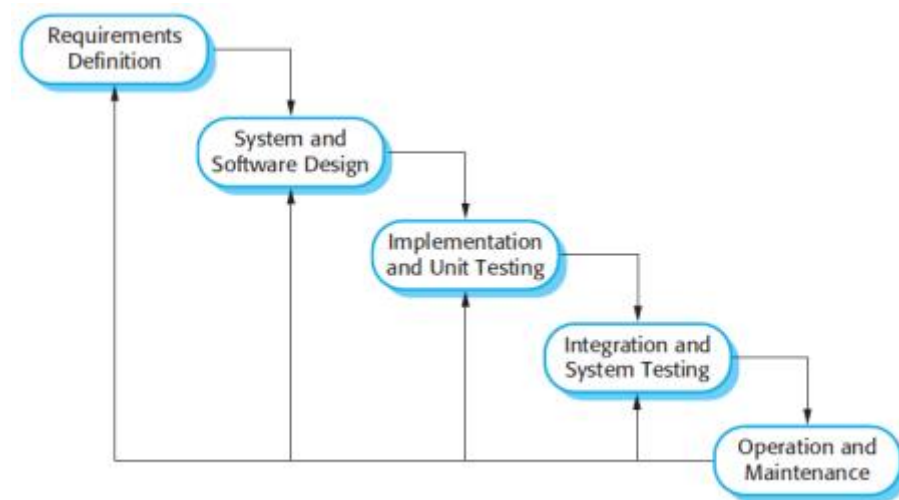 Requirements
Definition
System and
Software Design
Implementation
and Unit Testing
Integration and
System Testing
Operation and
Maintenance